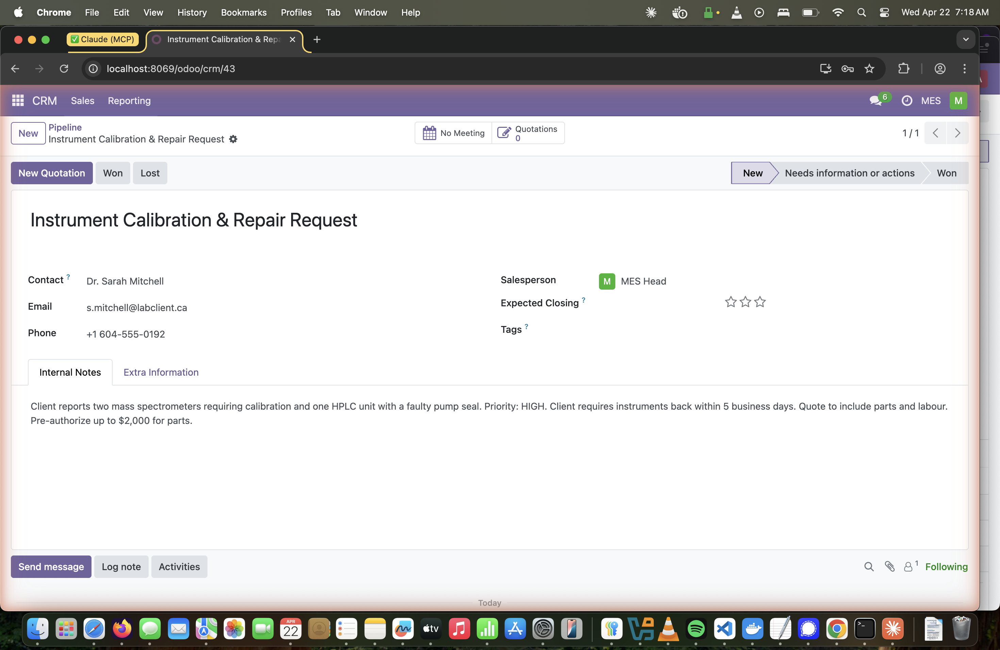 Chrome File Edit View History Bookmarks Profiles Tab Window Help
Wed Apr 22 7:18 AM
Claude (MCP)
Instrument Calibration & Rep
localhost:8069/odoo/crm/43
CRM Sales Reporting
6
MES
M
New
Pipeline
Instrument Calibration & Repair Request
No Meeting
Quotations
0
1 / 1
New Quotation Won Lost
New Needs information or actions Won
Instrument Calibration & Repair Request
Contact ? Dr. Sarah Mitchell
Email s.mitchell@labclient.ca
Phone +1 604-555-0192
Salesperson M MES Head
Expected Closing ?
Tags ?
Internal Notes Extra Information
Client reports two mass spectrometers requiring calibration and one HPLC unit with a faulty pump seal. Priority: HIGH. Client requires instruments back within 5 business days. Quote to include parts and labour.
Pre-authorize up to $2,000 for parts.
Send message Log note Activities
1 Following
Today
APR
22
tv